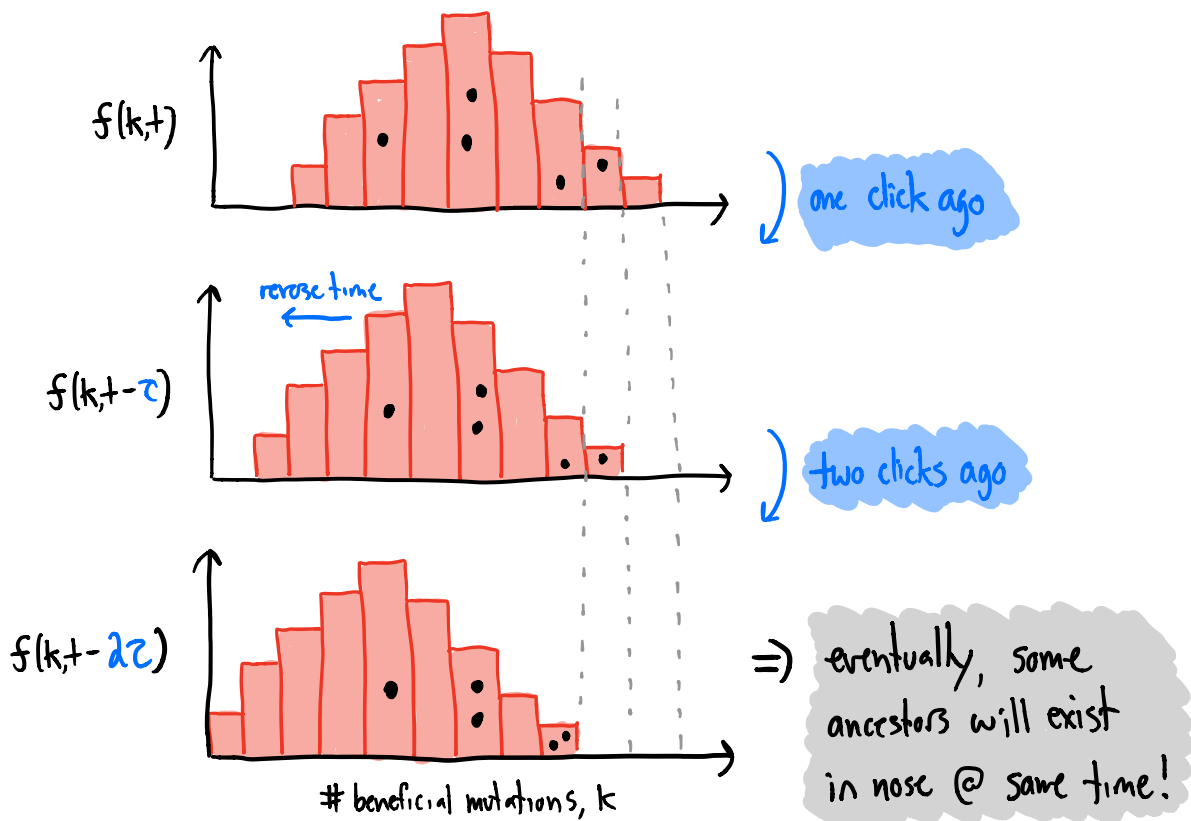 f(k,t)
one click ago
reverse time
f(k,t-τ)
two clicks ago
f(k,t-2τ)
⇒ eventually, some
ancestors will exist
in nose @ same time!
# beneficial mutations, k